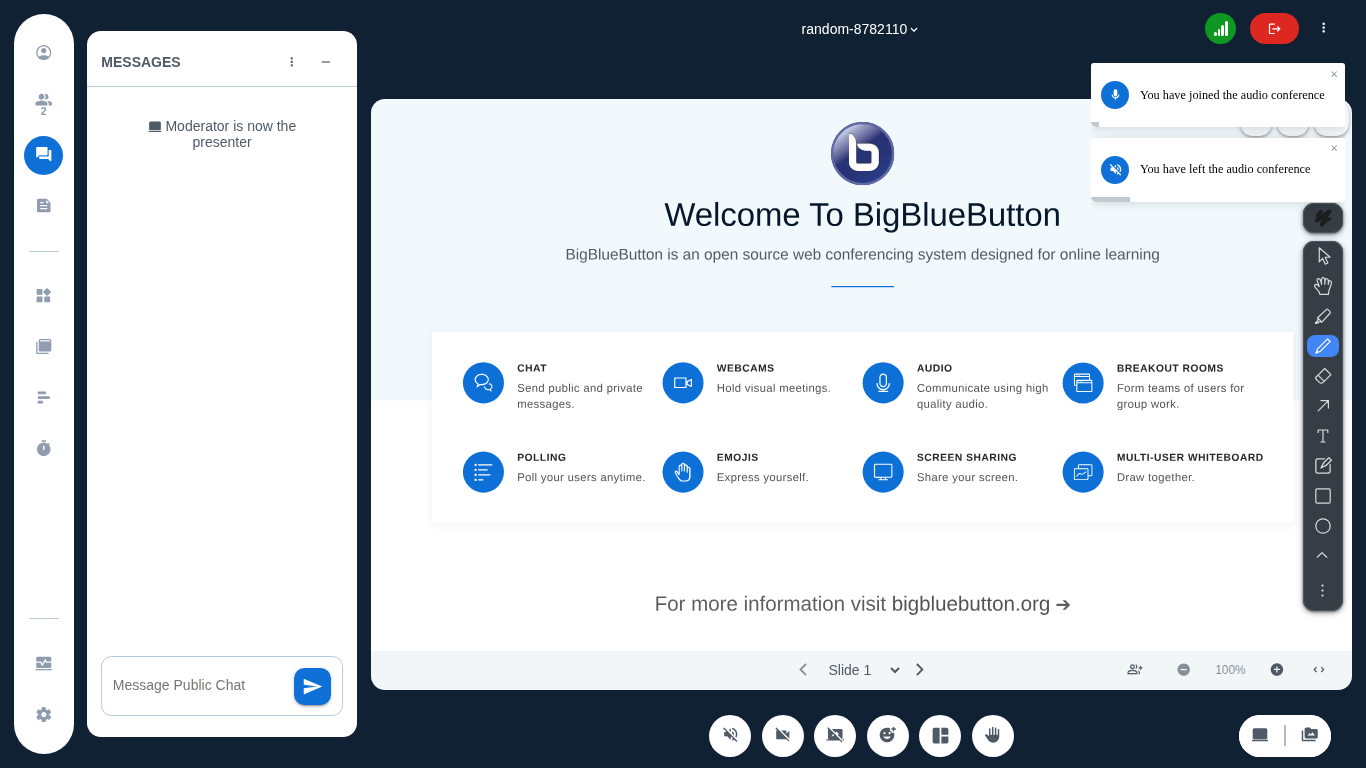 random-8782110
MESSAGES
2
Moderator is now the
presenter
Message Public Chat
You have joined the audio conference
You have left the audio conference
Welcome To BigBlueButton
BigBlueButton is an open source web conferencing system designed for online learning
CHAT
Send public and private
messages.
WEBCAMS
Hold visual meetings.
AUDIO
Communicate using high
quality audio.
BREAKOUT ROOMS
Form teams of users for
group work.
POLLING
Poll your users anytime.
EMOJIS
Express yourself.
SCREEN SHARING
Share your screen.
MULTI-USER WHITEBOARD
Draw together.
For more information visit bigbluebutton.org ➔
Slide 1
100%